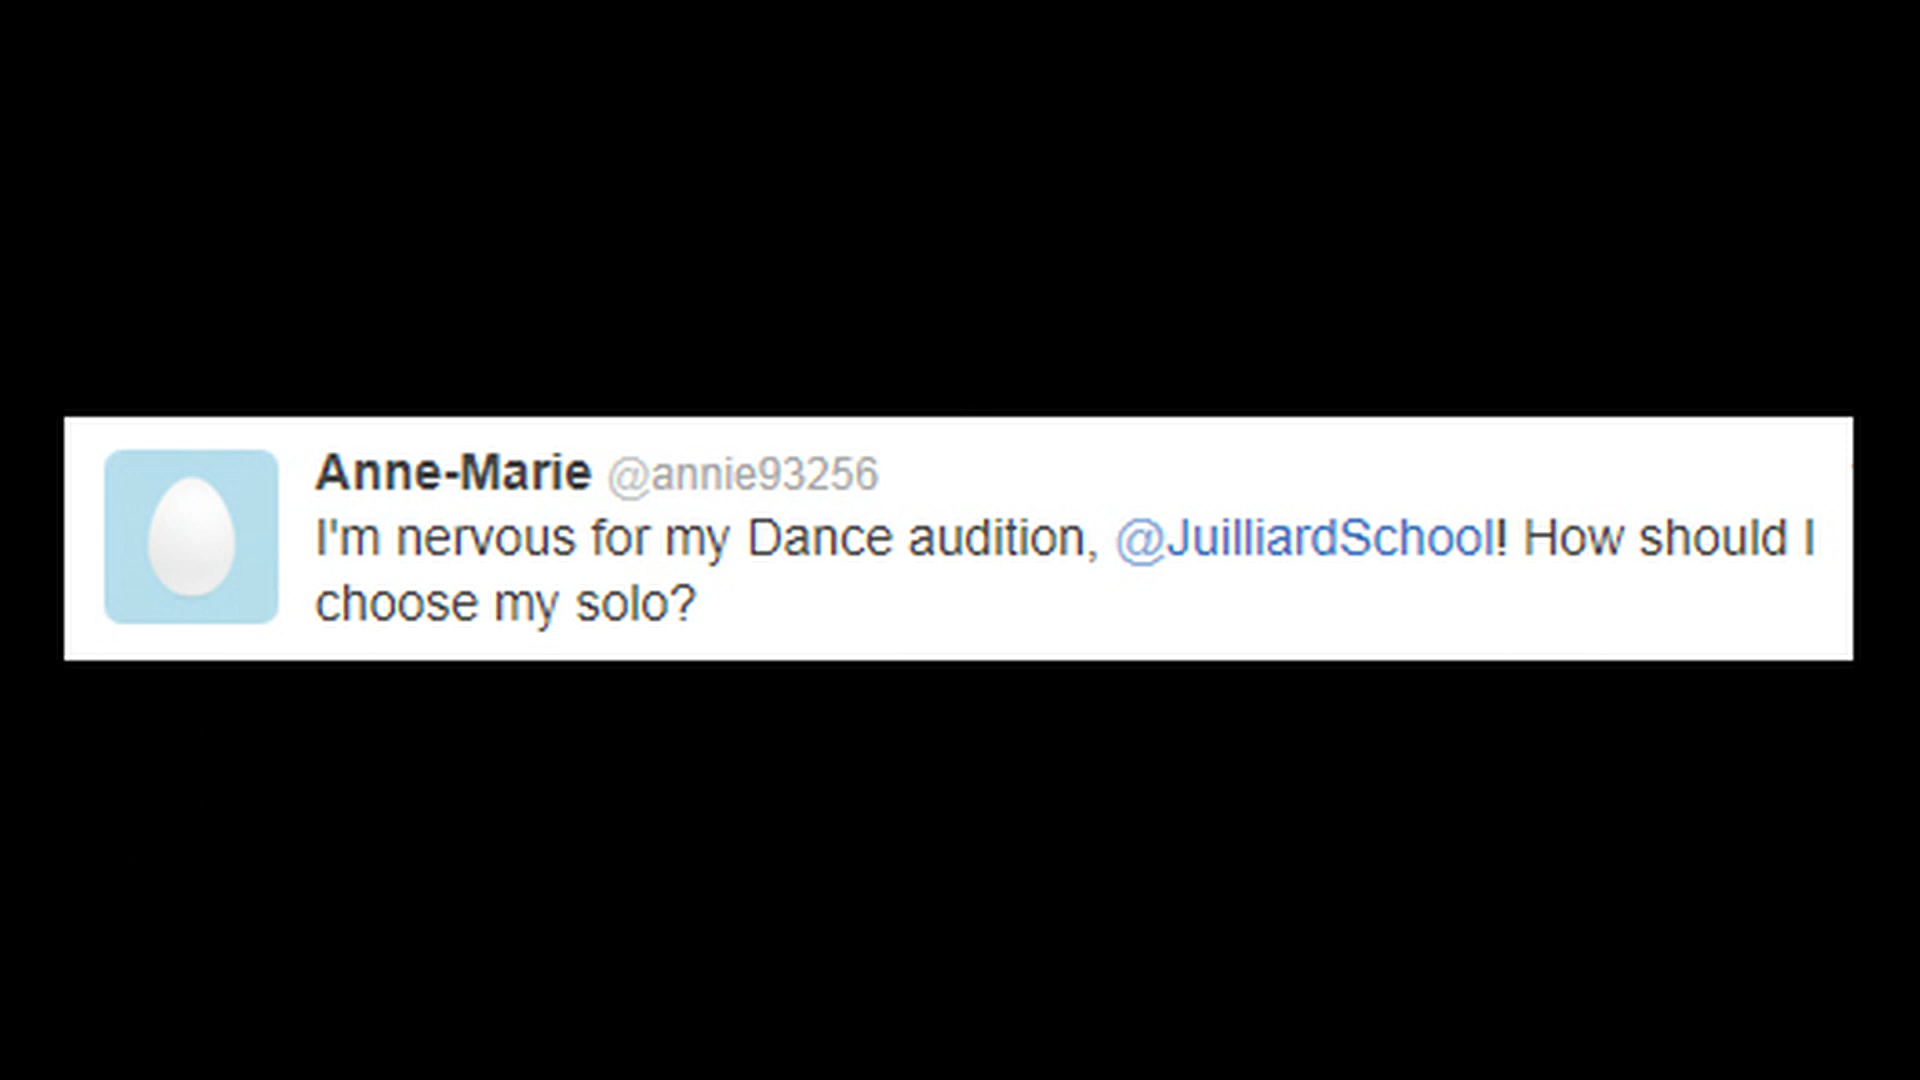 Anne-Marie @annie93256
I'm nervous for my Dance audition, @JuilliardSchool! How should I
choose my solo?